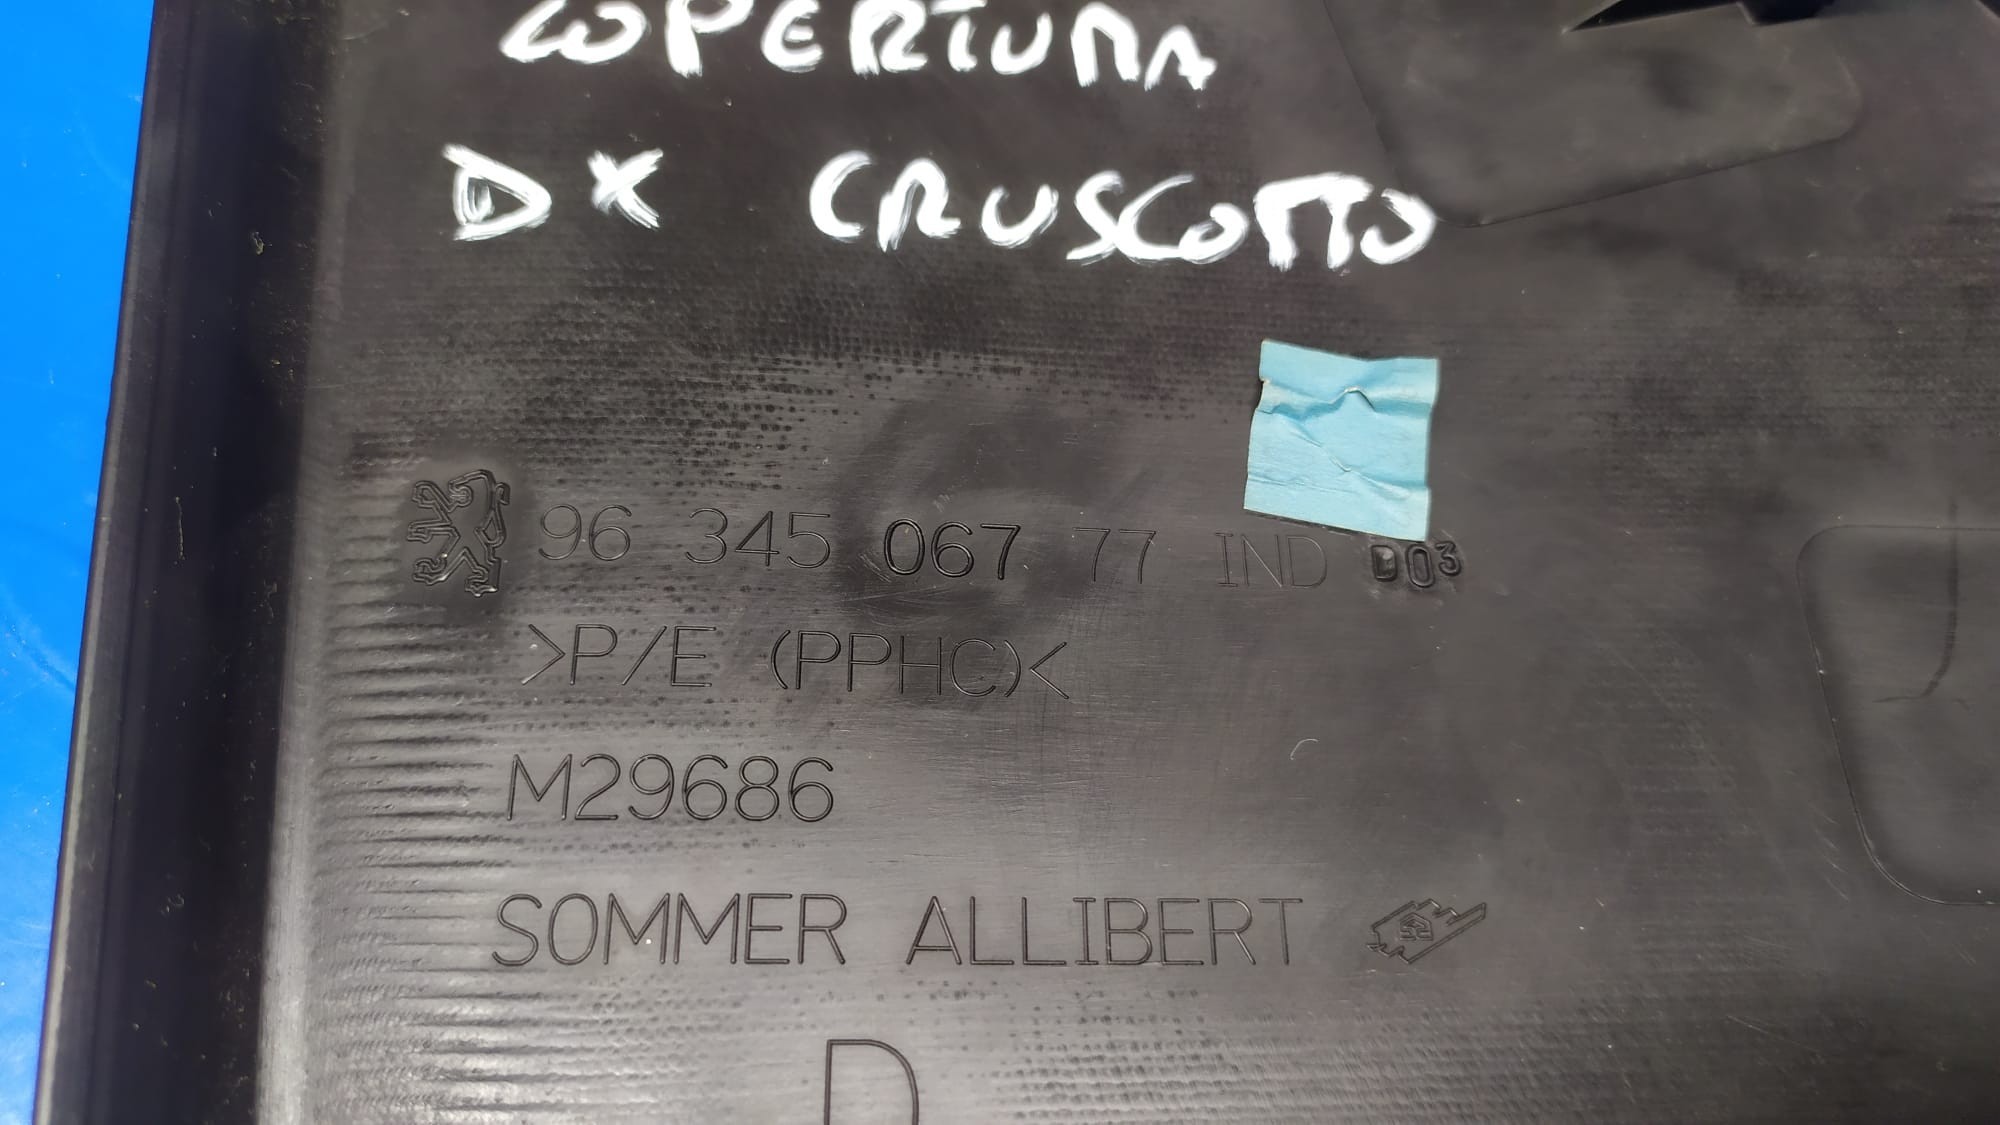 COPERTURA
DX CRUSCOTTO
96 345 067 77 IND D03
>P/E (PPHC)<
M29686
SOMMER ALLIBERT
D